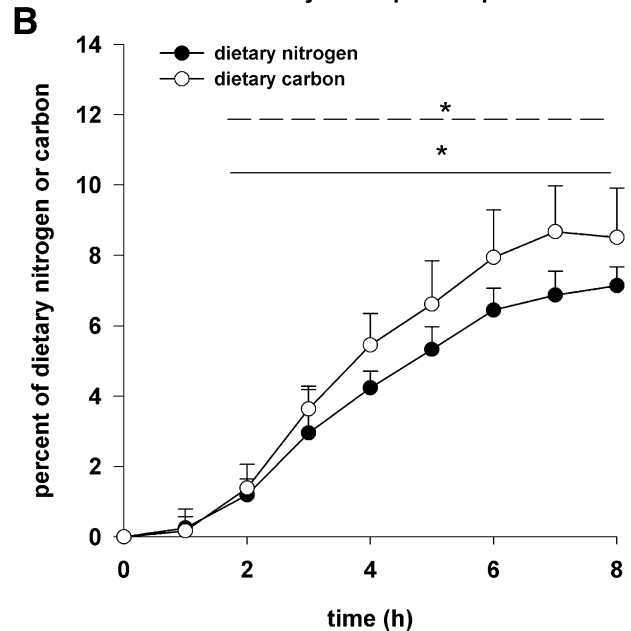 B
14
dietary nitrogen
dietary carbon
12
*
*
10
8
6
4
2
0
percent of dietary nitrogen or carbon
0 2 4 6 8
time (h)